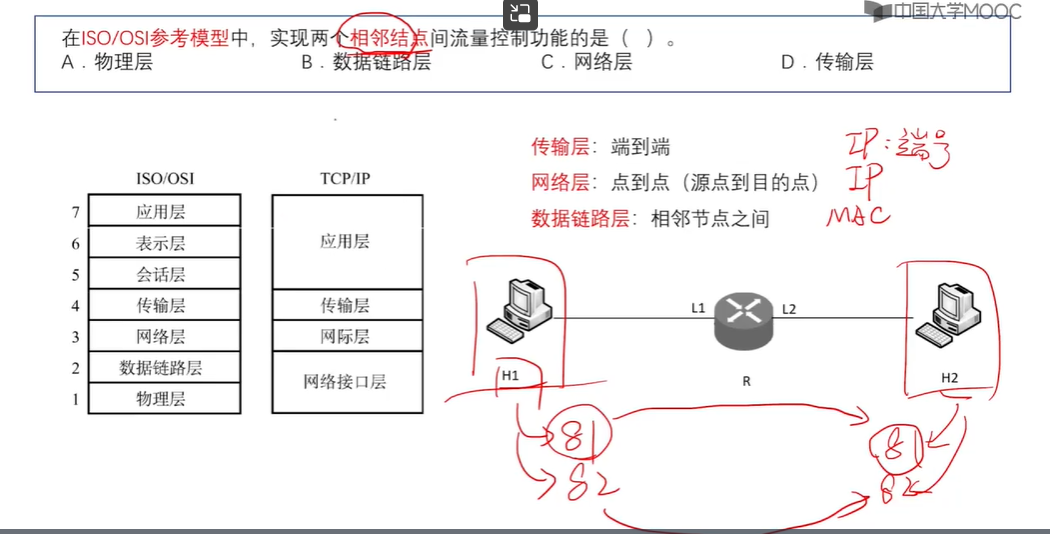 中国大学MOOC
在ISO/OSI参考模型中，实现两个相邻结点间流量控制功能的是（ ）。
A．物理层 B．数据链路层 C．网络层 D．传输层
传输层：端到端 IP：端号
网络层：点到点（源点到目的点） IP
数据链路层：相邻节点之间 MAC
ISO/OSI TCP/IP
7 应用层
6 表示层
5 会话层
应用层
4 传输层 传输层
3 网络层 网际层
2 数据链路层
1 物理层
网络接口层
L1 L2
H1 R H2
81 81
82 82